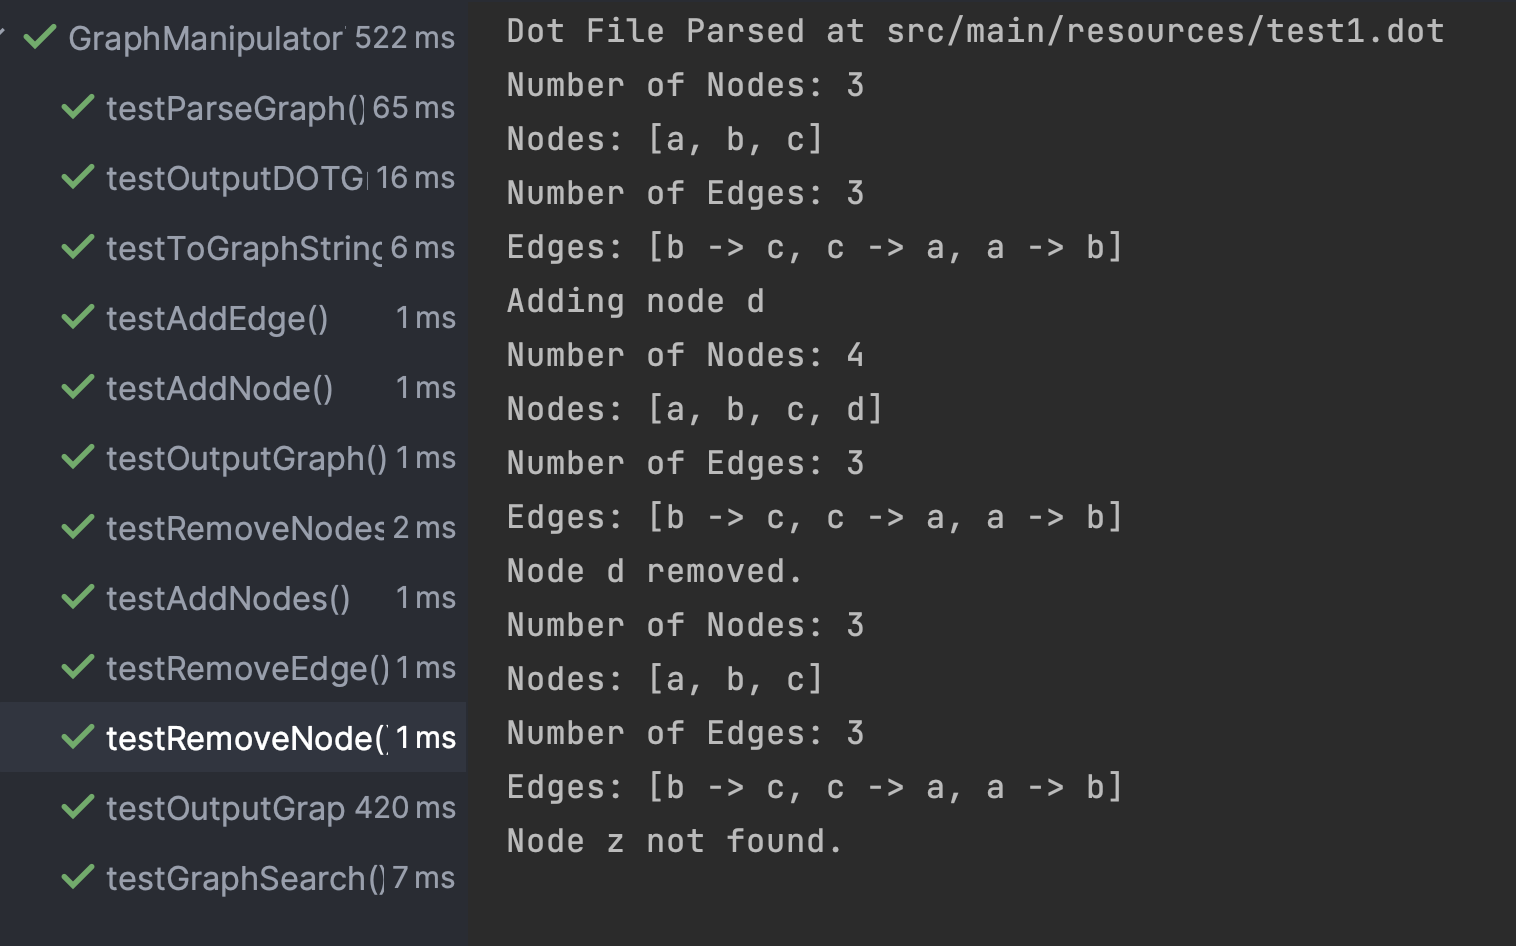 GraphManipulator 522 ms
testParseGraph() 65 ms
testOutputDOTG 16 ms
testToGraphString 6 ms
testAddEdge() 1 ms
testAddNode() 1 ms
testOutputGraph() 1 ms
testRemoveNodes 2 ms
testAddNodes() 1 ms
testRemoveEdge() 1 ms
testRemoveNode( 1 ms
testOutputGrap 420 ms
testGraphSearch() 7 ms
Dot File Parsed at src/main/resources/test1.dot
Number of Nodes: 3
Nodes: [a, b, c]
Number of Edges: 3
Edges: [b -> c, c -> a, a -> b]
Adding node d
Number of Nodes: 4
Nodes: [a, b, c, d]
Number of Edges: 3
Edges: [b -> c, c -> a, a -> b]
Node d removed.
Number of Nodes: 3
Nodes: [a, b, c]
Number of Edges: 3
Edges: [b -> c, c -> a, a -> b]
Node z not found.